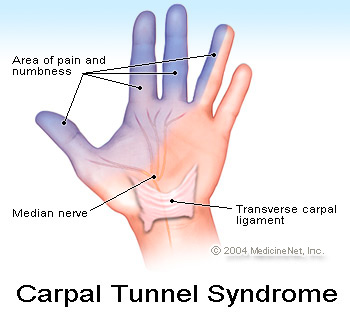 Area of pain and
numbness
Median nerve
Transverse carpal
ligament
© 2004 MedicineNet, Inc.
Carpal Tunnel Syndrome